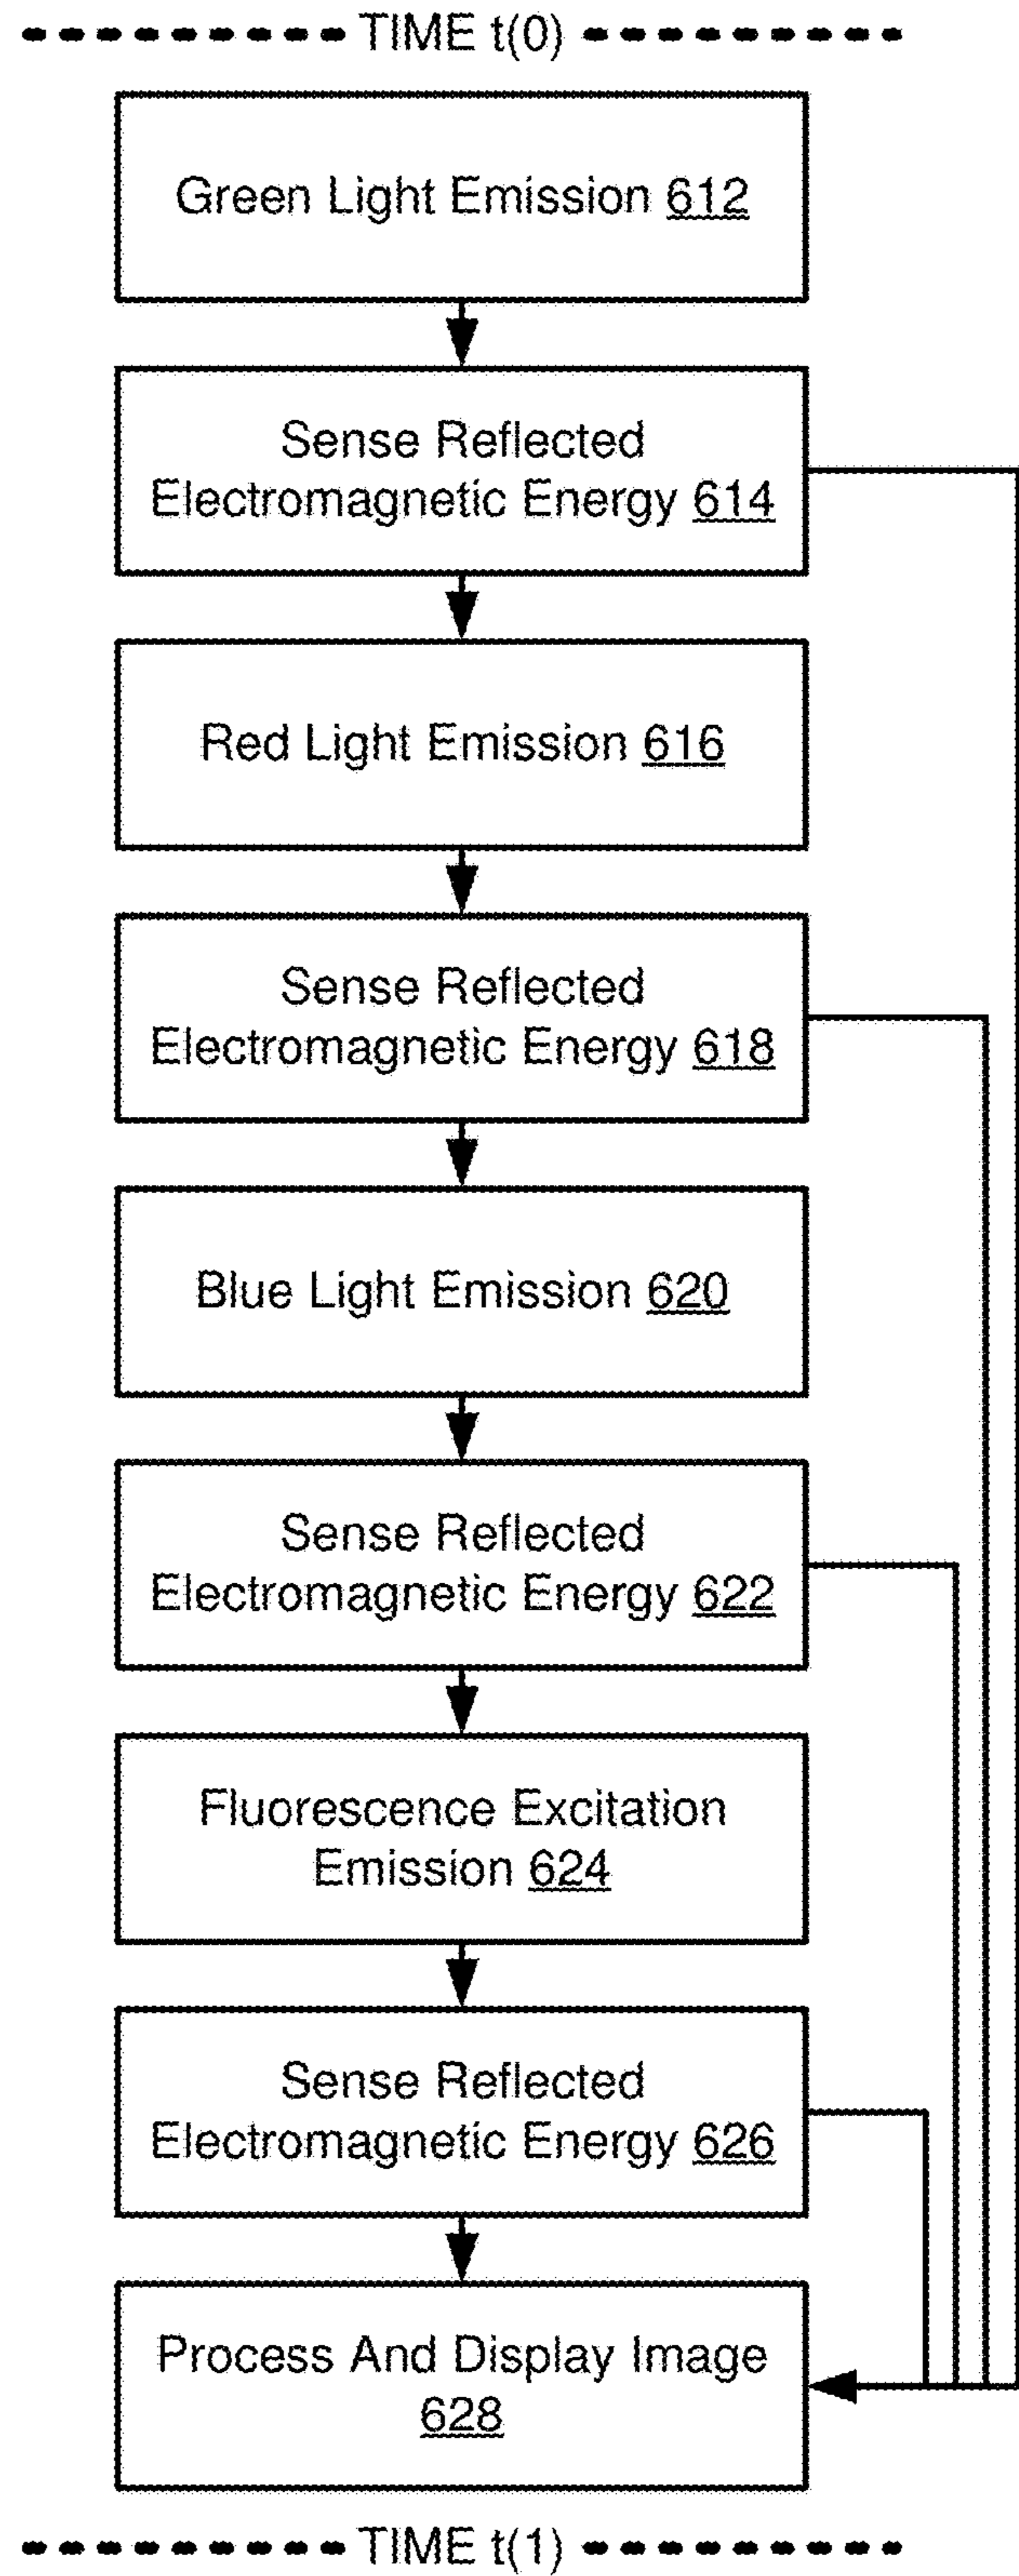 TIME t(0)
Green Light Emission 612
Sense Reflected
Electromagnetic Energy 614
Red Light Emission 616
Sense Reflected
Electromagnetic Energy 618
Blue Light Emission 620
Sense Reflected
Electromagnetic Energy 622
Fluorescence Excitation
Emission 624
Sense Reflected
Electromagnetic Energy 626
Process And Display Image
628
TIME t(1)